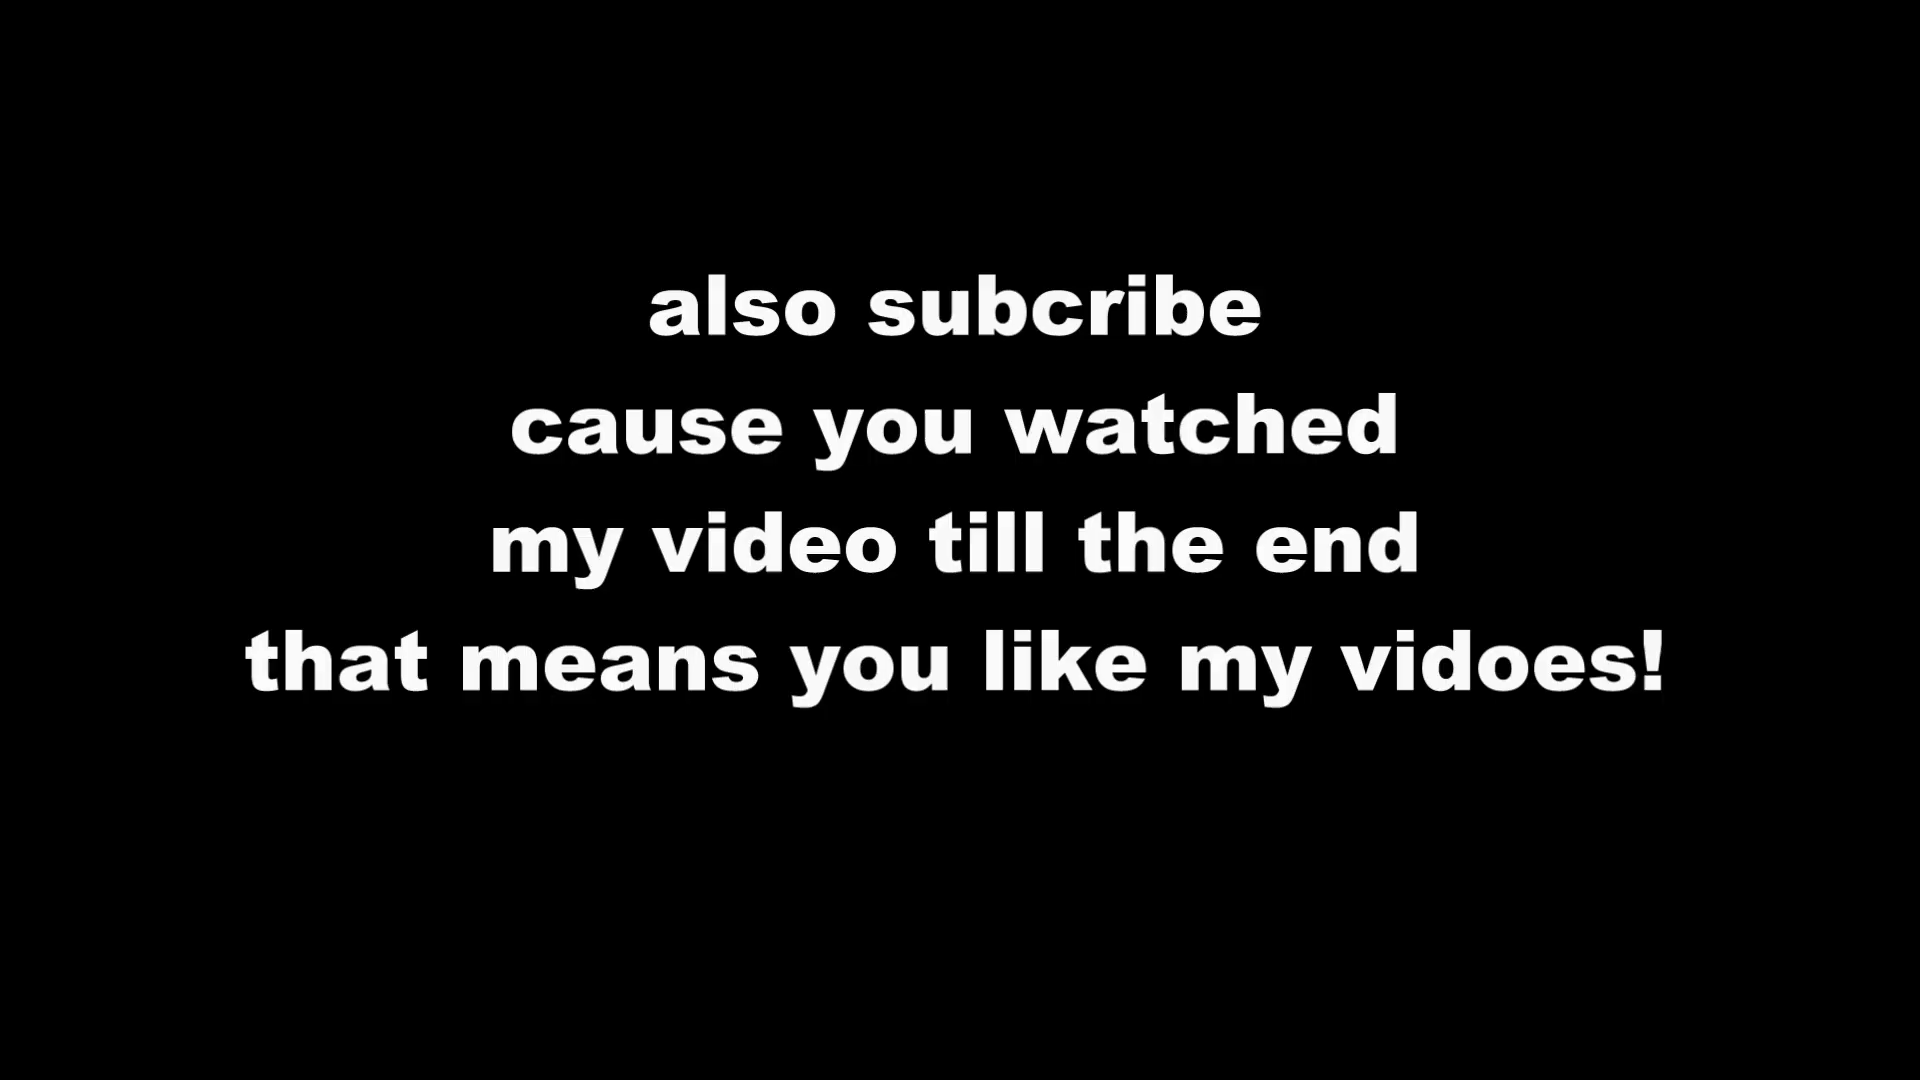 also subcribe
cause you watched
my video till the end
that means you like my vidoes!